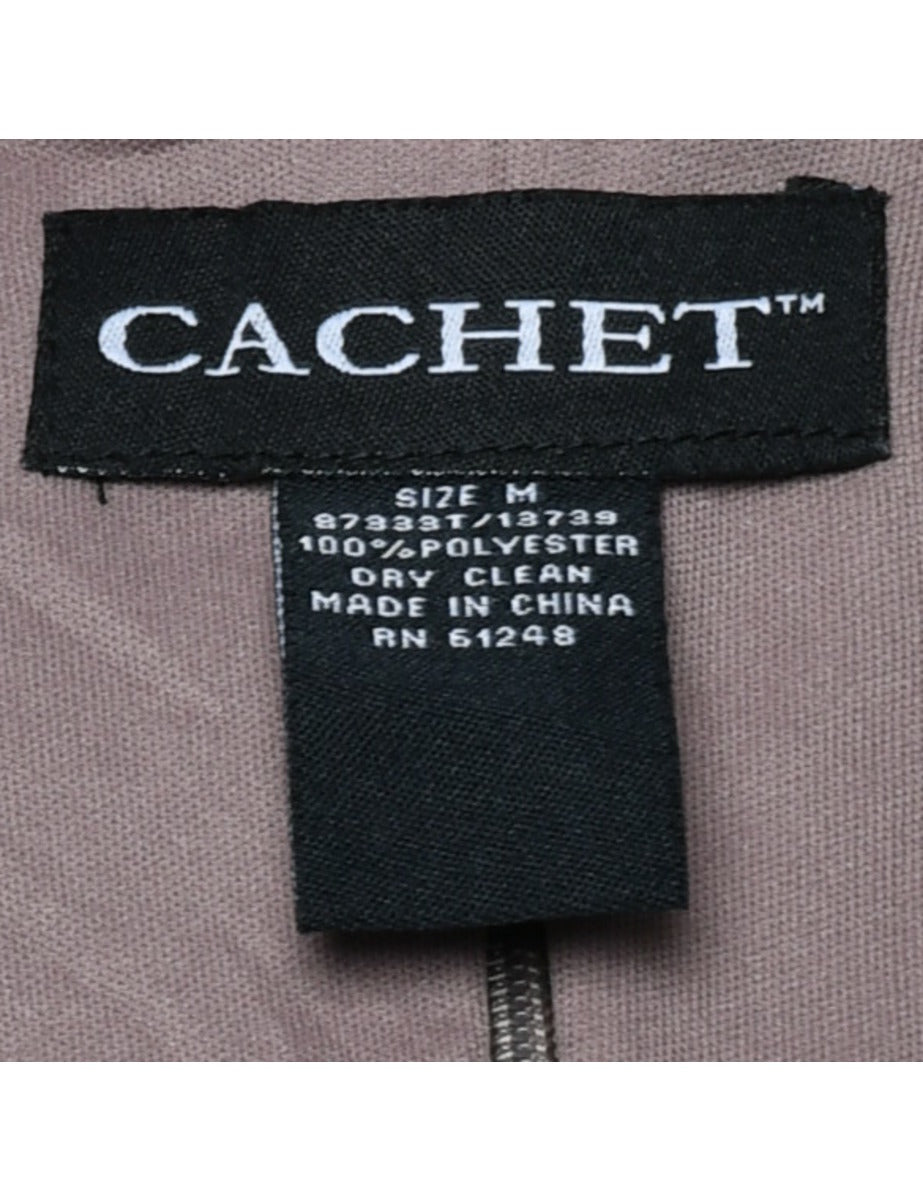 CACHET™
SIZE M
87333T/13739
100%POLYESTER
DRY CLEAN
MADE IN CHINA
RN 61248